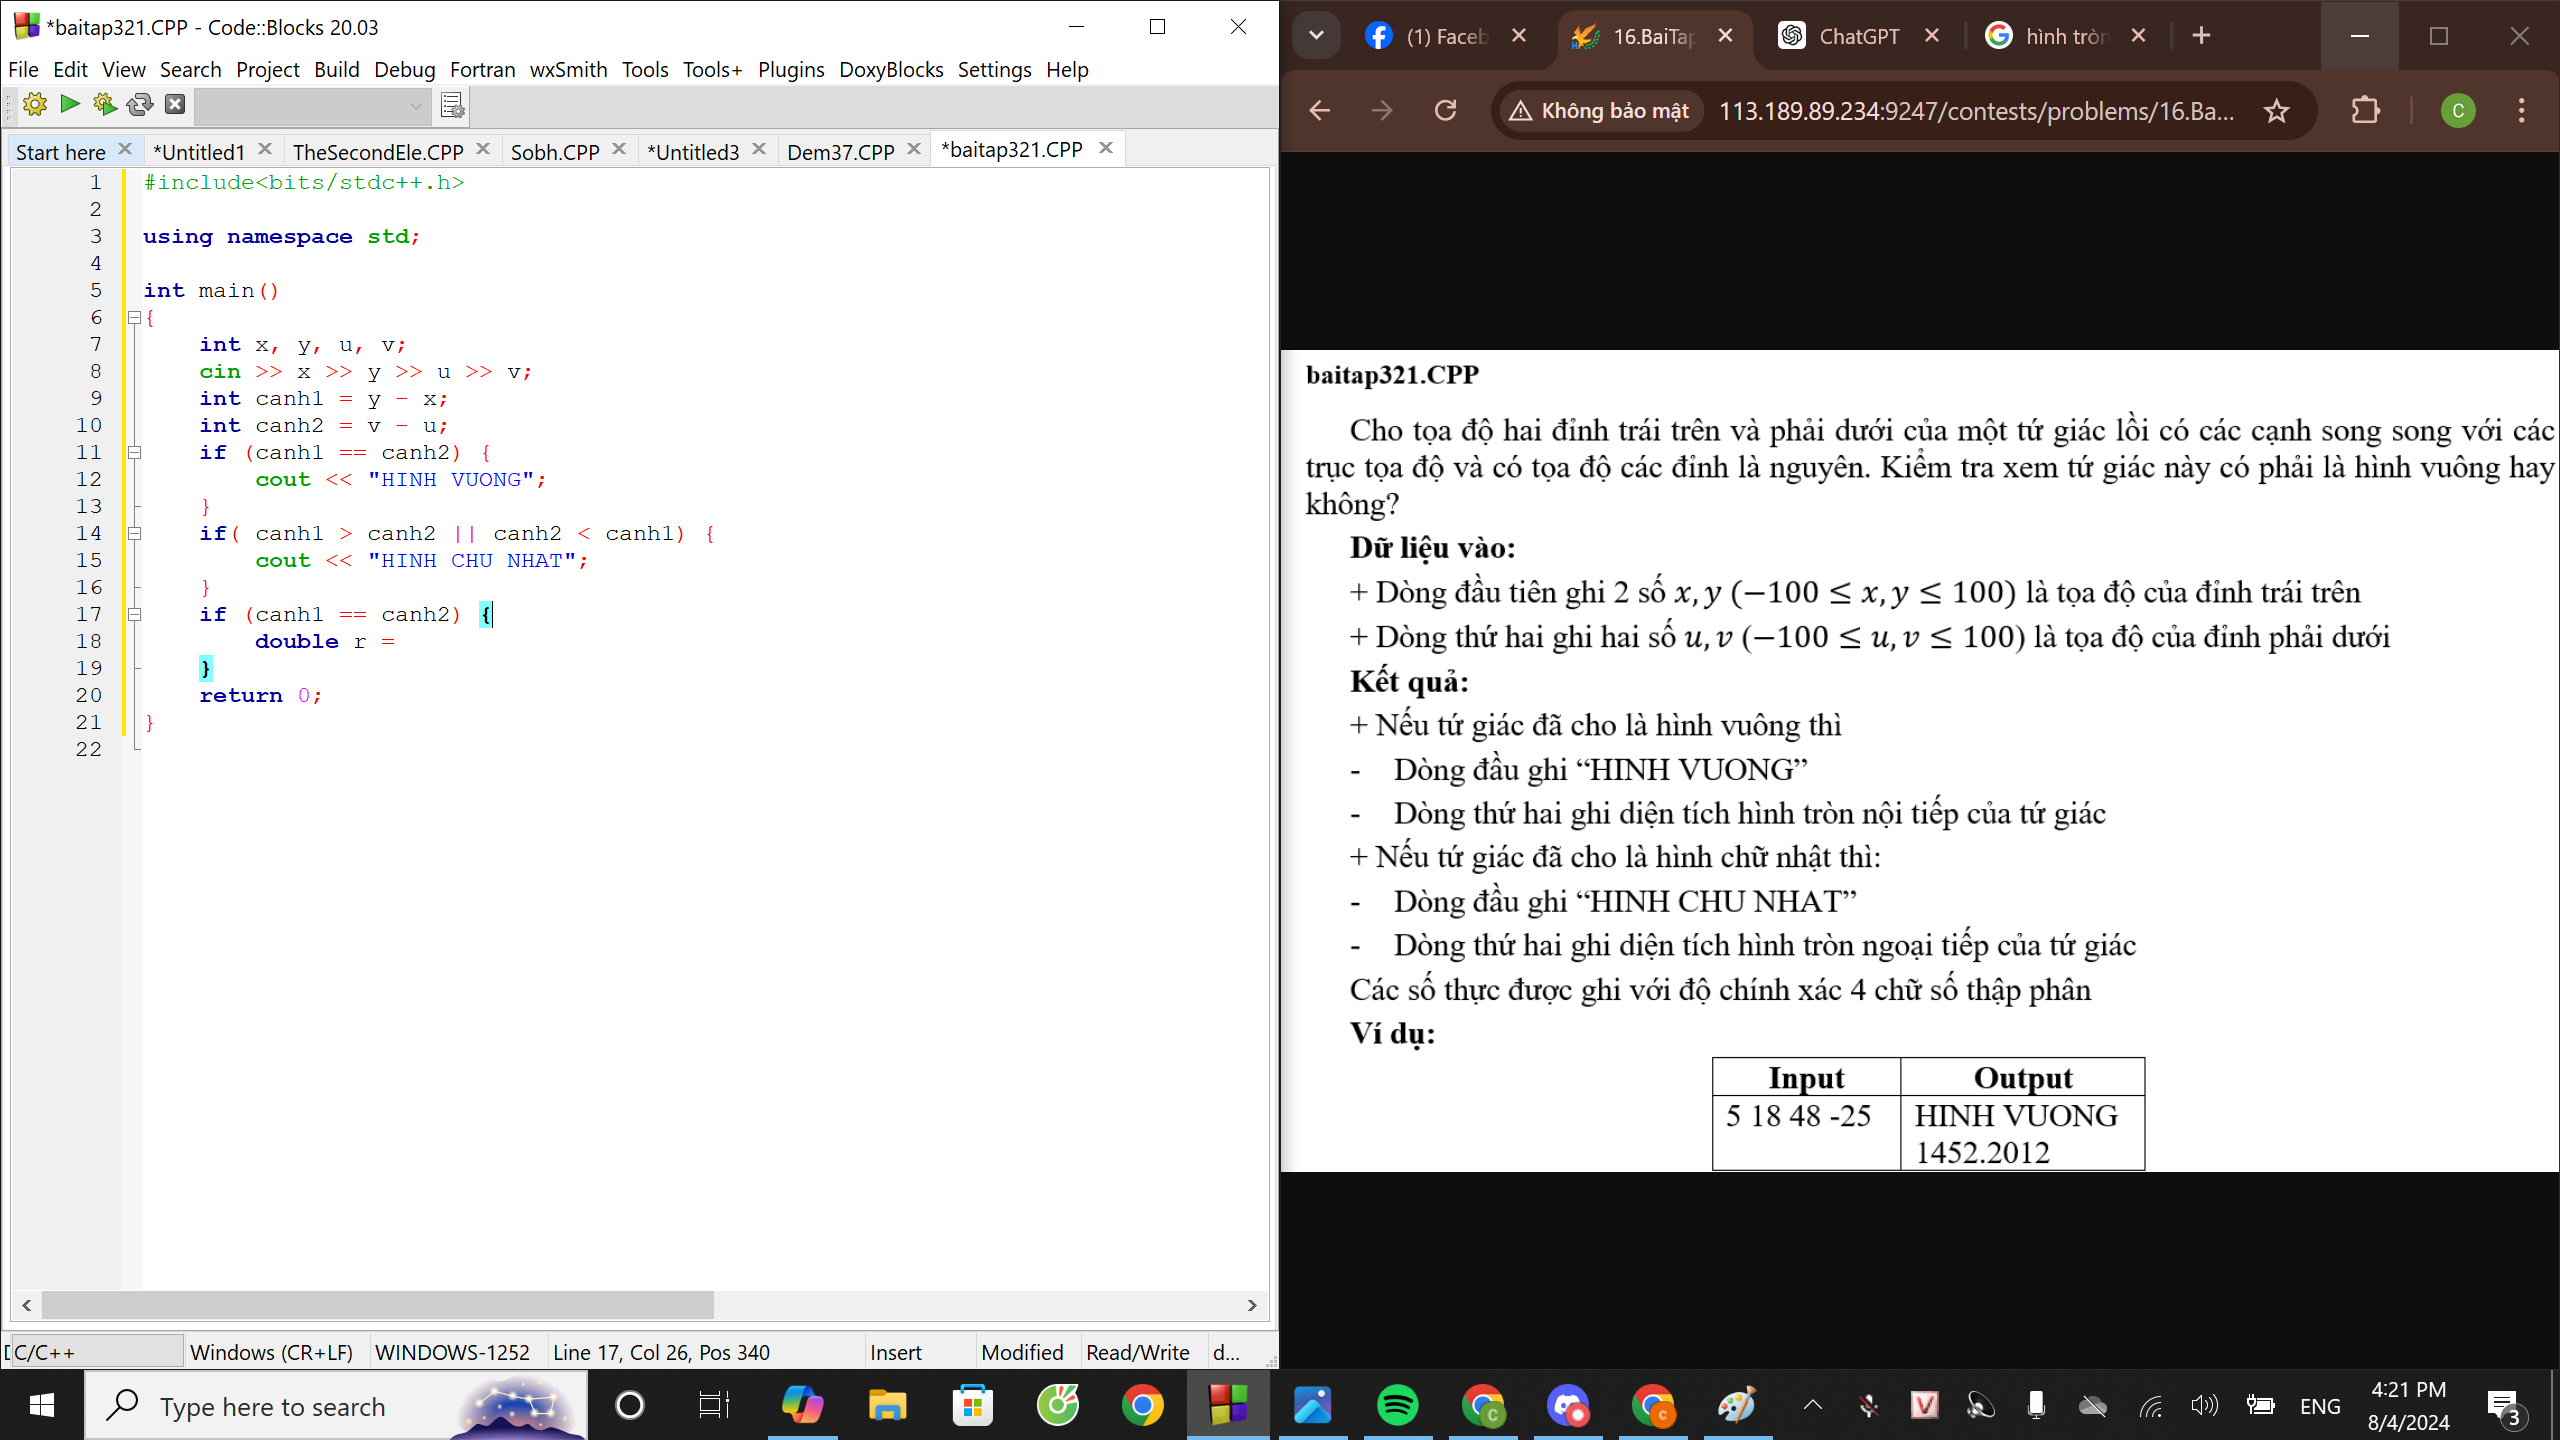 *baitap321.CPP - Code::Blocks 20.03
File Edit View Search Project Build Debug Fortran wxSmith Tools Tools+ Plugins DoxyBlocks Settings Help
Start here *Untitled1 TheSecondEle.CPP Sobh.CPP *Untitled3 Dem37.CPP *baitap321.CPP
1 #include<bits/stdc++.h>
2
3 using namespace std;
4
5 int main()
6 {
7 int x, y, u, v;
8 cin >> x >> y >> u >> v;
9 int canh1 = y - x;
10 int canh2 = v - u;
11 if (canh1 == canh2) {
12 cout << "HINH VUONG";
13 }
14 if( canh1 > canh2 || canh2 < canh1) {
15 cout << "HINH CHU NHAT";
16 }
17 if (canh1 == canh2) {
18 double r =
19 }
20 return 0;
21 }
22
C/C++ Windows (CR+LF) WINDOWS-1252 Line 17, Col 26, Pos 340 Insert Modified Read/Write d...
(1) Faceb 16.BaiTap ChatGPT hình tròn
Không bảo mật 113.189.89.234:9247/contests/problems/16.Ba...
C
baitap321.CPP
Cho tọa độ hai đỉnh trái trên và phải dưới của một tứ giác lồi có các cạnh song song với các
trục tọa độ và có tọa độ các đỉnh là nguyên. Kiểm tra xem tứ giác này có phải là hình vuông hay
không?
Dữ liệu vào:
+ Dòng đầu tiên ghi 2 số x, y (−100 ≤ x, y ≤ 100) là tọa độ của đỉnh trái trên
+ Dòng thứ hai ghi hai số u, v (−100 ≤ u, v ≤ 100) là tọa độ của đỉnh phải dưới
Kết quả:
+ Nếu tứ giác đã cho là hình vuông thì
- Dòng đầu ghi “HINH VUONG”
- Dòng thứ hai ghi diện tích hình tròn nội tiếp của tứ giác
+ Nếu tứ giác đã cho là hình chữ nhật thì:
- Dòng đầu ghi “HINH CHU NHAT”
- Dòng thứ hai ghi diện tích hình tròn ngoại tiếp của tứ giác
Các số thực được ghi với độ chính xác 4 chữ số thập phân
Ví dụ:
Input Output
5 18 48 -25 HINH VUONG
1452.2012
Type here to search
ENG
4:21 PM
8/4/2024
3